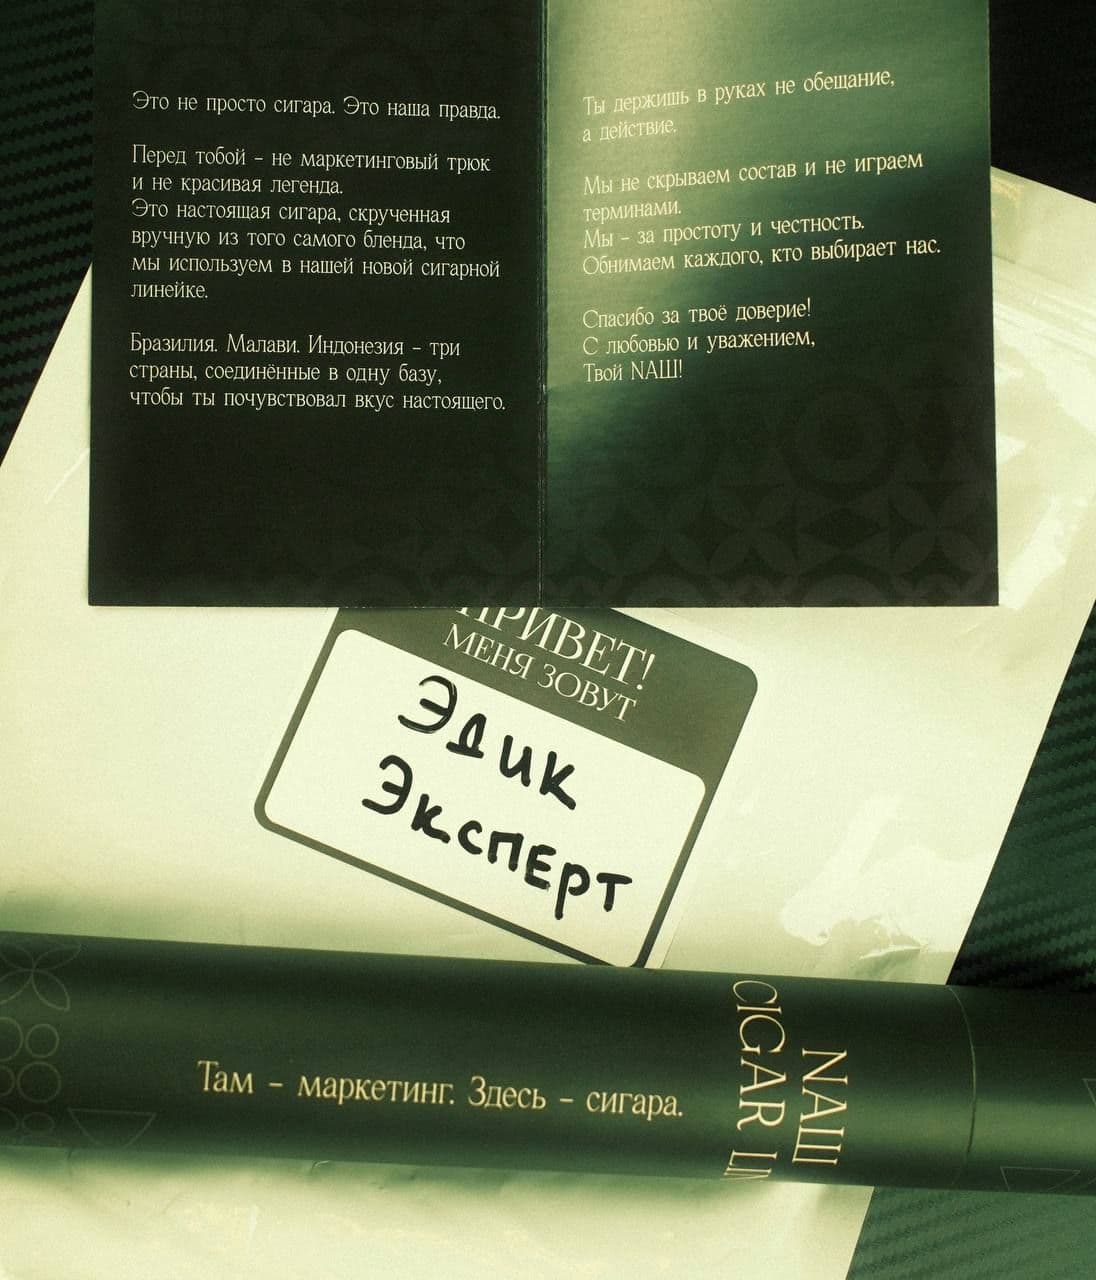 Это не просто сигара. Это наша правда.
Перед тобой – не маркетинговый трюк
и не красивая легенда.
Это настоящая сигара, скрученная
вручную из того самого бленда, что
мы используем в нашей новой сигарной
линейке.
Бразилия. Малави. Индонезия – три
страны, соединённые в одну базу,
чтобы ты почувствовал вкус настоящего.
Ты держишь в руках не обещание,
а действие.
Мы не скрываем состав и не играем
терминами.
Мы – за простоту и честность.
Обнимаем каждого, кто выбирает нас.
Спасибо за твоё доверие!
С любовью и уважением,
Твой NАШ!
ПРИВЕТ!
МЕНЯ ЗОВУТ
Эдик
Эксперт
Там – маркетинг. Здесь – сигара.
NАШ
CIGAR